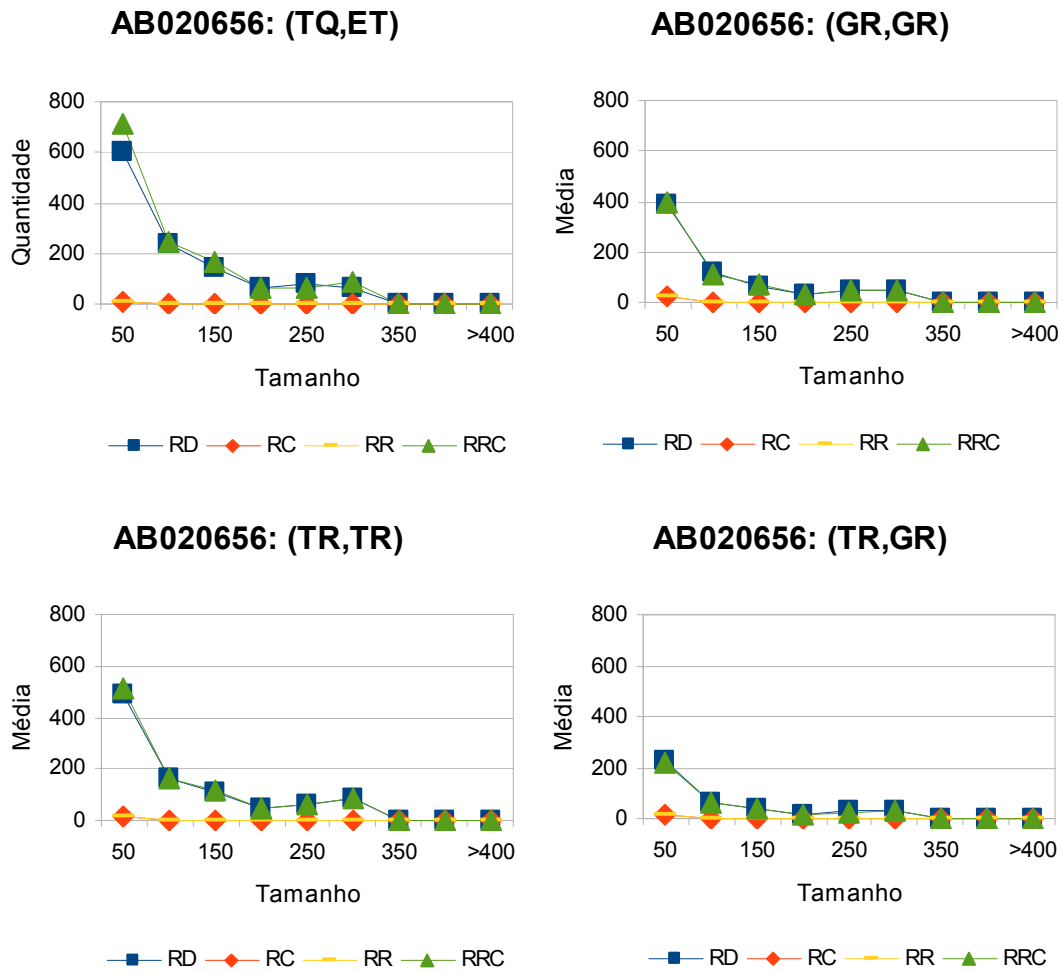 AB020656: (TQ,ET)
800
600
400
200
0
Quantidade
50 150 250 350 >400
Tamanho
RD RC RR RRC
AB020656: (GR,GR)
800
600
400
200
0
Média
50 150 250 350 >400
Tamanho
RD RC RR RRC
AB020656: (TR,TR)
800
600
400
200
0
Média
50 150 250 350 >400
Tamanho
RD RC RR RRC
AB020656: (TR,GR)
800
600
400
200
0
Média
50 150 250 350 >400
Tamanho
RD RC RR RRC